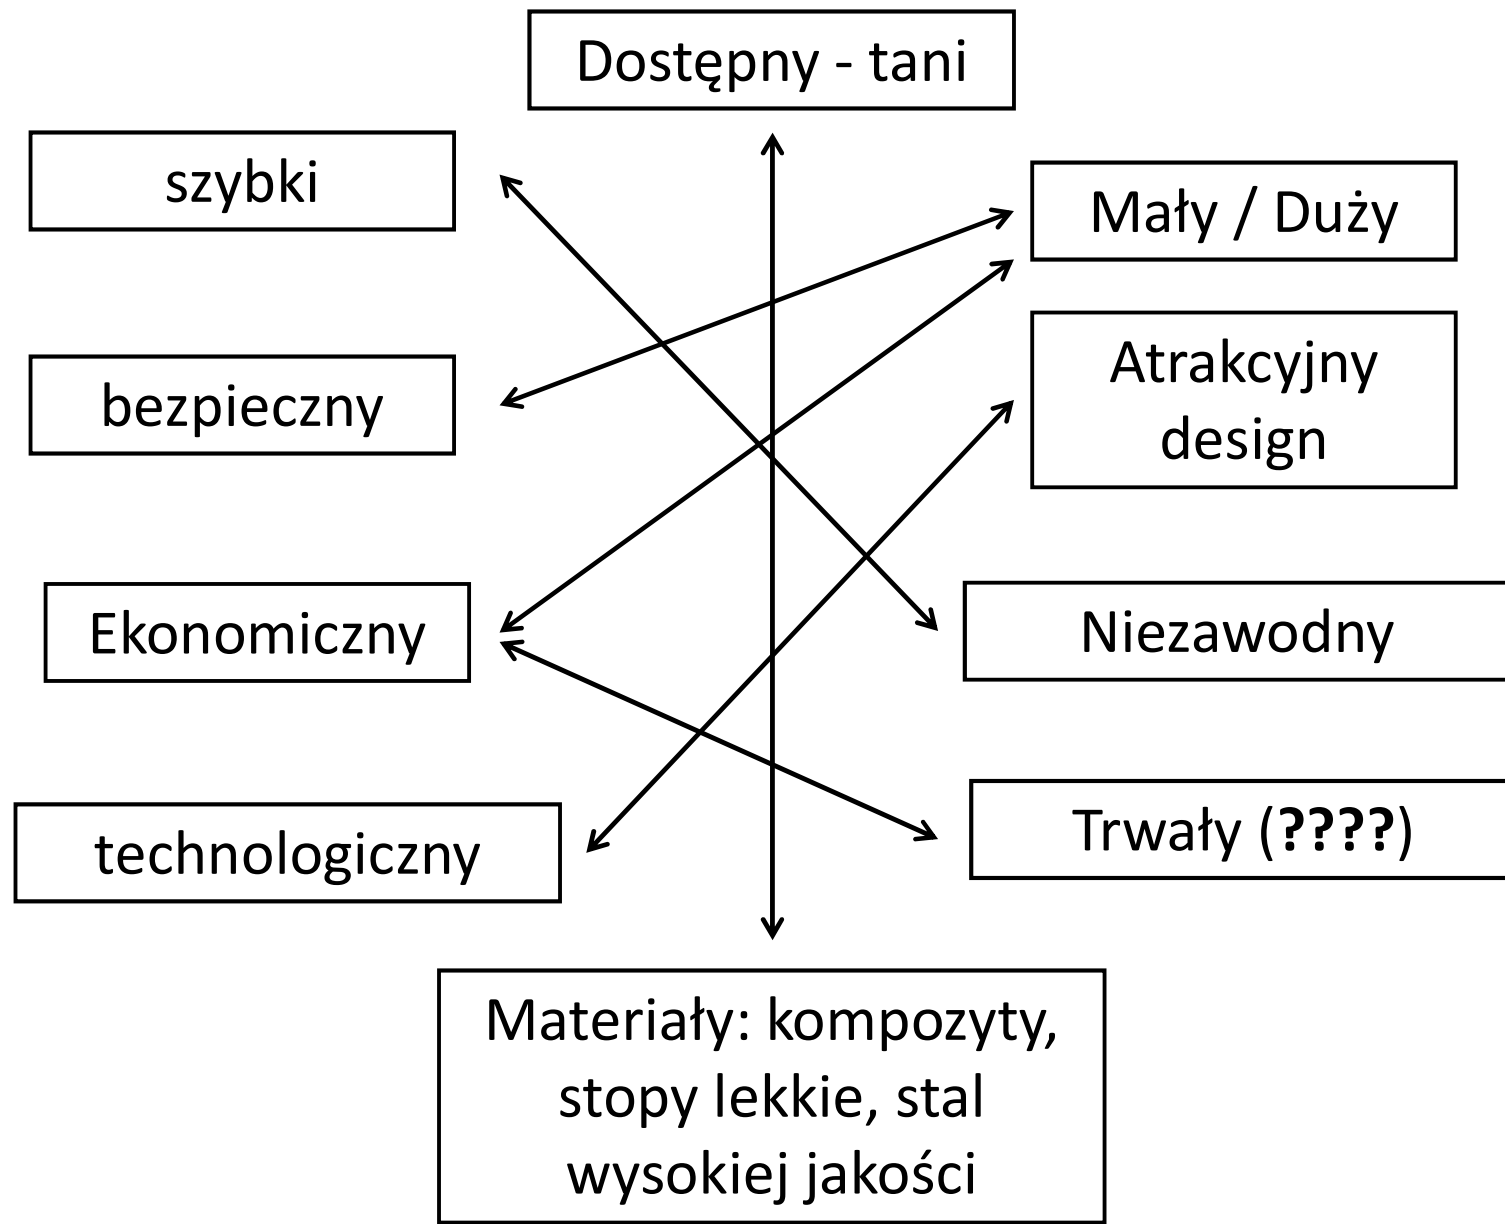 Dostępny - tani
szybki
Mały / Duży
bezpieczny
Atrakcyjny
design
Ekonomiczny
Niezawodny
technologiczny
Trwały (????)
Materiały: kompozyty,
stopy lekkie, stal
wysokiej jakości